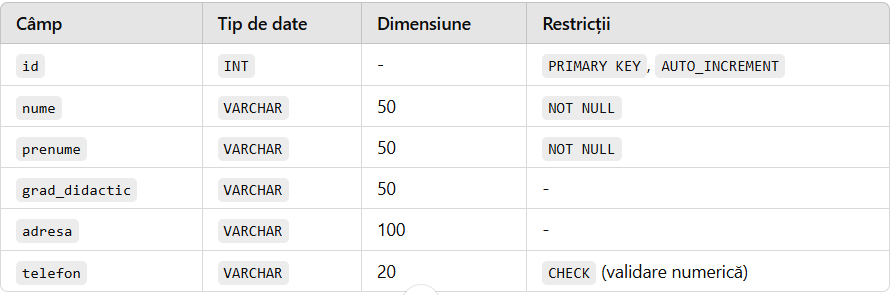 Câmp Tip de date Dimensiune Restricții
id INT - PRIMARY KEY, AUTO_INCREMENT
nume VARCHAR 50 NOT NULL
prenume VARCHAR 50 NOT NULL
grad_didactic VARCHAR 50 -
adresa VARCHAR 100 -
telefon VARCHAR 20 CHECK (validare numerică)